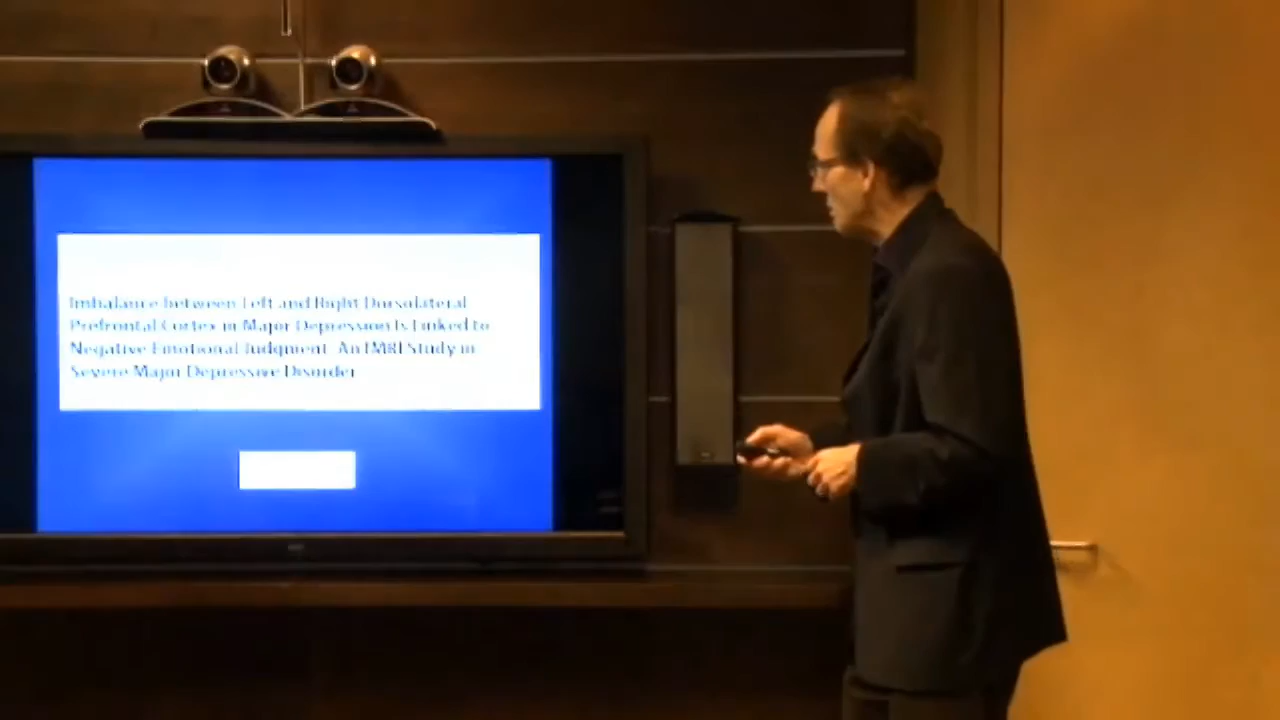 Imbalance between Left and Right Dorsolateral
Prefrontal Cortex in Major Depression Is Linked to
Negative Emotional Judgment: An fMRI Study in
Severe Major Depressive Disorder